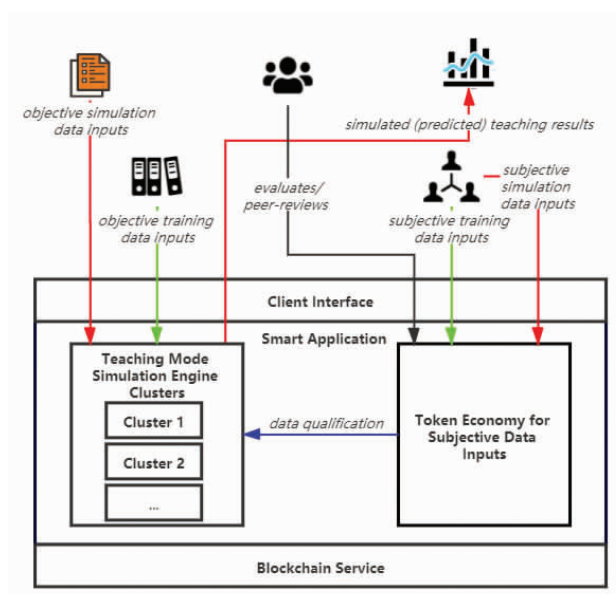 objective simulation
data inputs
simulated (predicted) teaching results
subjective
simulation
data inputs
evaluates/
peer-reviews
objective training
data inputs
subjective training
data inputs
Client Interface
Smart Application
Teaching Mode
Simulation Engine
Clusters
Cluster 1
Cluster 2
...
data qualification
Token Economy for
Subjective Data
Inputs
Blockchain Service